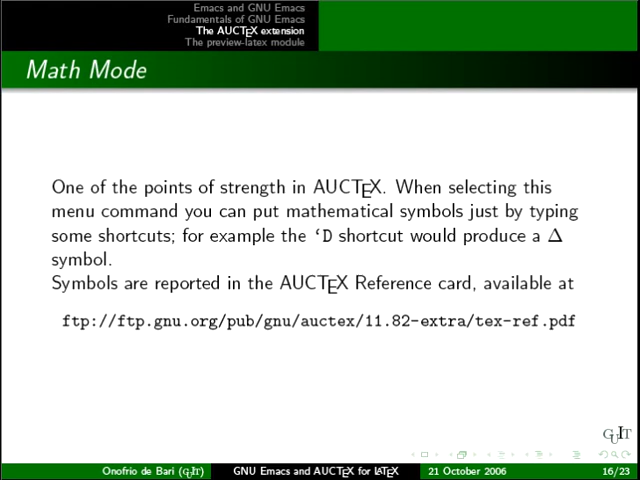 Emacs and GNU Emacs
Fundamentals of GNU Emacs
The AUCTEX extension
The preview-latex module
Math Mode
One of the points of strength in AUCTEX. When selecting this
menu command you can put mathematical symbols just by typing
some shortcuts; for example the ‘D shortcut would produce a Δ
symbol.
Symbols are reported in the AUCTEX Reference card, available at
ftp://ftp.gnu.org/pub/gnu/auctex/11.82-extra/tex-ref.pdf
GUIT
Onofrio de Bari (GUIT) GNU Emacs and AUCTEX for LATEX 21 October 2006 16/23